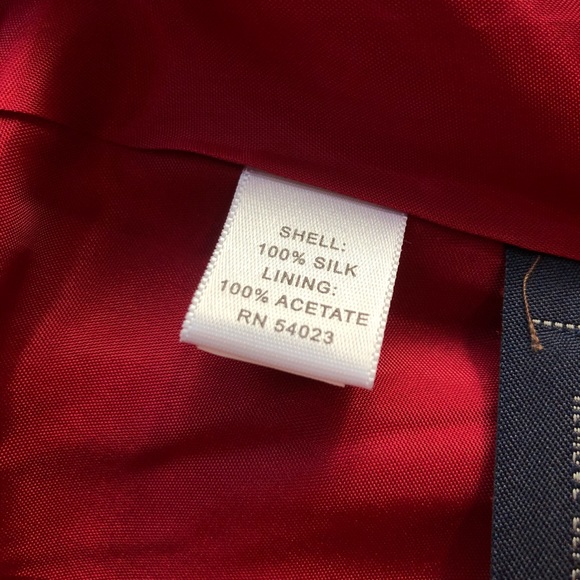 SHELL:
100% SILK
LINING:
100% ACETATE
RN 54023